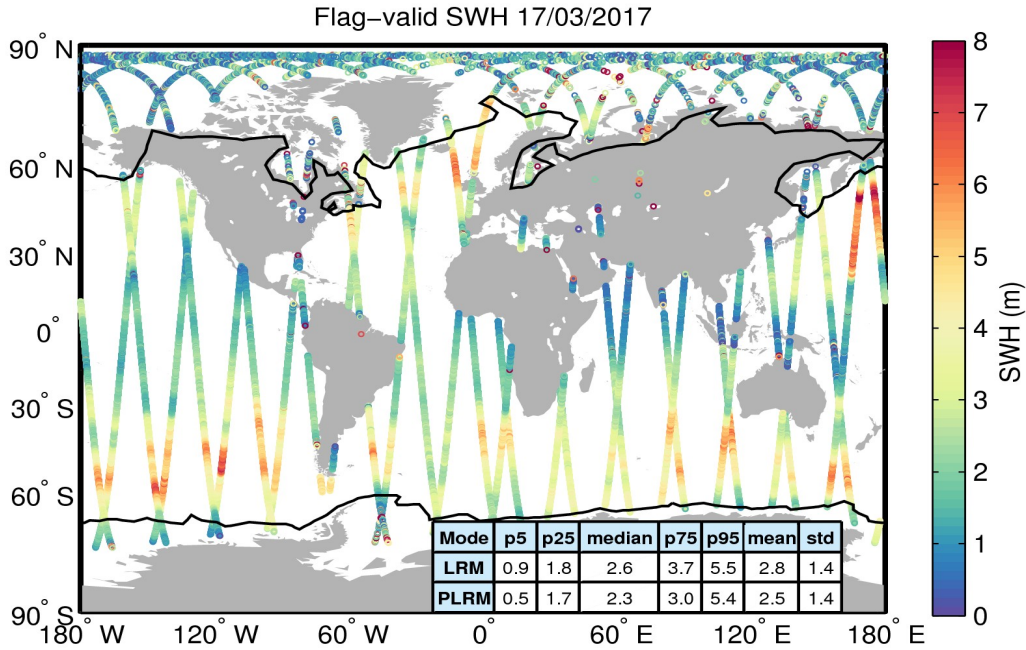 Flag−valid SWH 17/03/2017
90° N
60° N
30° N
0°
30° S
60° S
90° S
180° W
120° W
60° W
0°
60° E
120° E
180° E
Mode p5 p25 median p75 p95 mean std
LRM 0.9 1.8 2.6 3.7 5.5 2.8 1.4
PLRM 0.5 1.7 2.3 3.0 5.4 2.5 1.4
8
7
6
5
4
3
2
1
0
SWH (m)